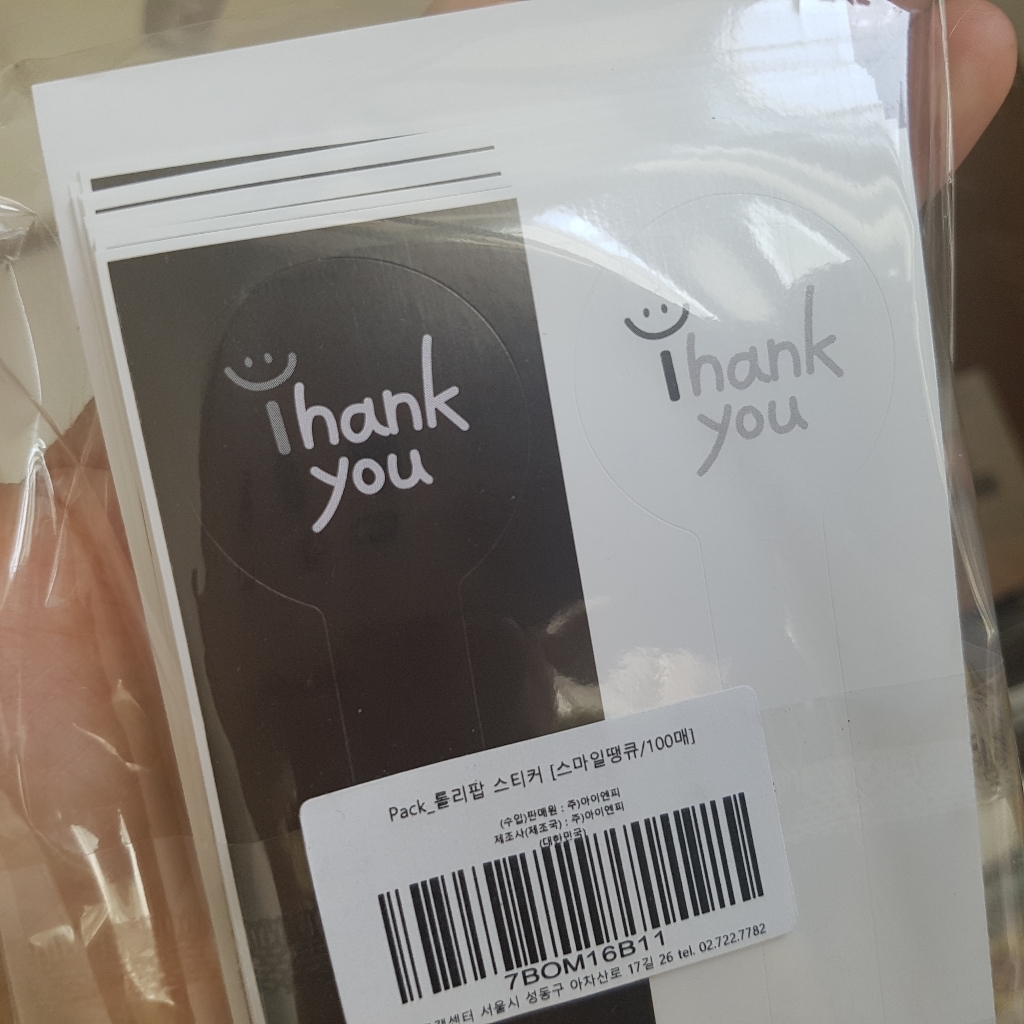 Thank
you
Thank
you
Pack_롤리팝 스티커 [스마일땡큐/100매]
(수입)판매원 : 주)아이엔피
제조사(제조국) : 주)아이엔피
(대한민국)
7BOM16B11
서울시 성동구 아차산로 17길 26 tel. 02.722.7782